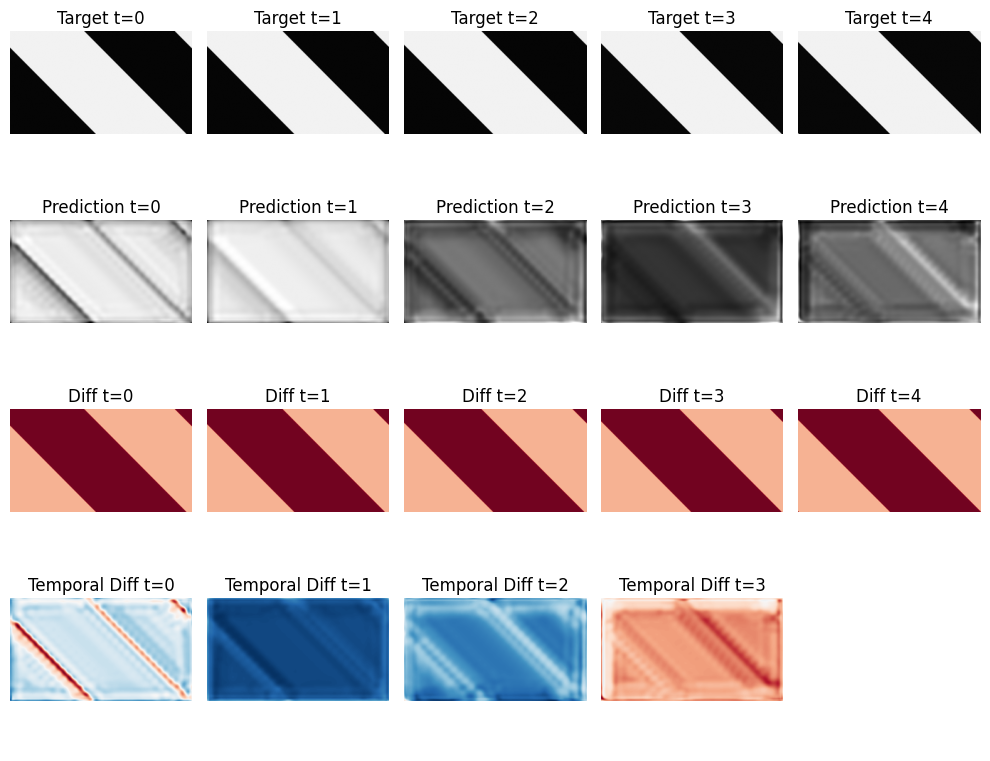 Target t=0 Target t=1 Target t=2 Target t=3 Target t=4
Prediction t=0 Prediction t=1 Prediction t=2 Prediction t=3 Prediction t=4
Diff t=0 Diff t=1 Diff t=2 Diff t=3 Diff t=4
Temporal Diff t=0 Temporal Diff t=1 Temporal Diff t=2 Temporal Diff t=3